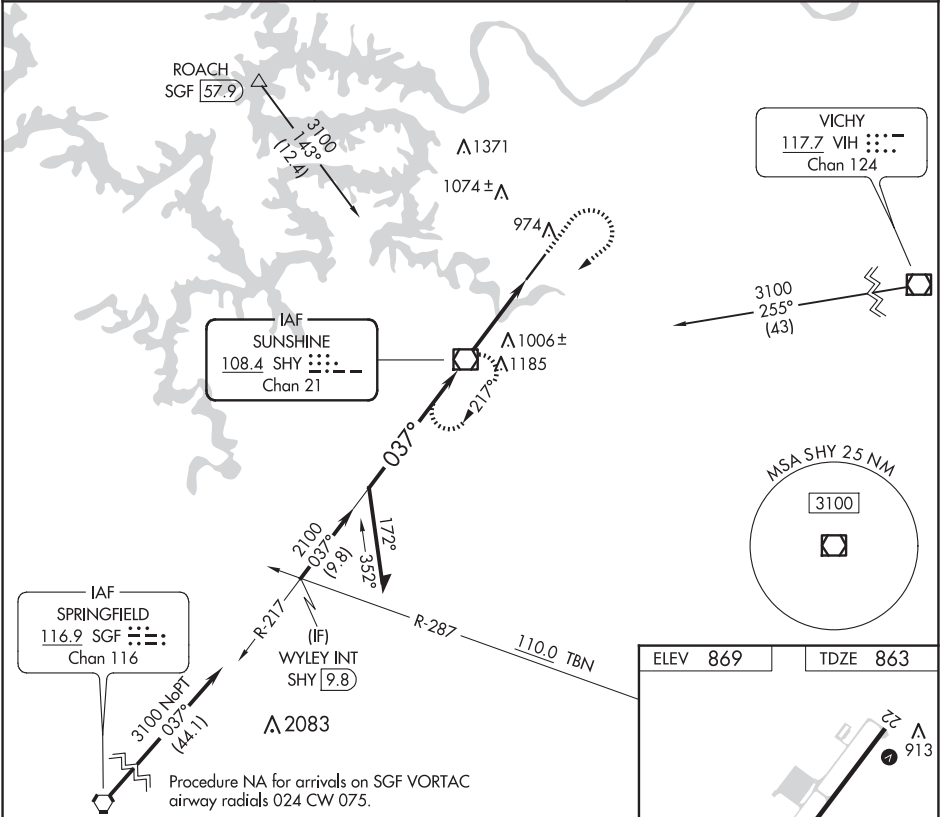 ROACH
SGF 57.9
3100
143°
(12.4)
1371
1074 ±
974
VICHY
117.7 VIH
Chan 124
3100
255°
(43)
IAF
SUNSHINE
108.4 SHY
Chan 21
1006 ±
1185
217°
037°
MSA SHY 25 NM
3100
172°
352°
2100
037°
(9.8)
IAF
SPRINGFIELD
116.9 SGF
Chan 116
R-217
(IF)
WYLEY INT
SHY 9.8
R-287
110.0 TBN
3100 NoPT
037°
(44.1)
2083
Procedure NA for arrivals on SGF VORTAC
airway radials 024 CW 075.
ELEV 869
TDZE 863
22
913
V